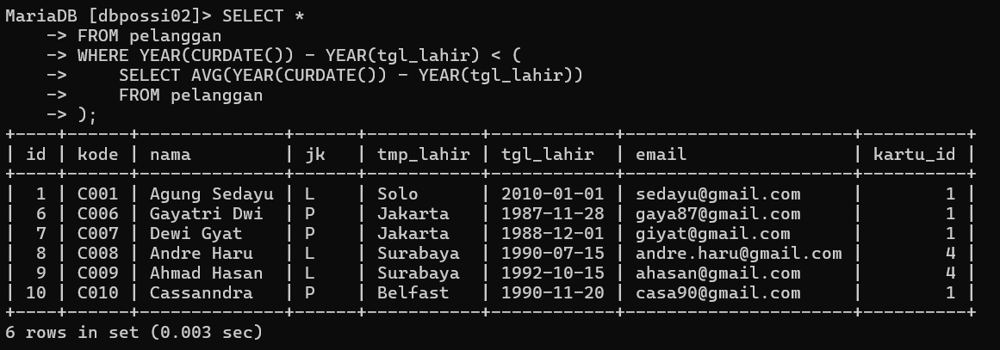 MariaDB [dbpossi02]> SELECT *
    -> FROM pelanggan
    -> WHERE YEAR(CURDATE()) - YEAR(tgl_lahir) < (
    ->     SELECT AVG(YEAR(CURDATE()) - YEAR(tgl_lahir))
    ->     FROM pelanggan
    -> );
+----+------+--------------+------+-----------+------------+----------------------+----------+
| id | kode | nama         | jk   | tmp_lahir | tgl_lahir  | email                | kartu_id |
+----+------+--------------+------+-----------+------------+----------------------+----------+
|  1 | C001 | Agung Sedayu | L    | Solo      | 2010-01-01 | sedayu@gmail.com     |        1 |
|  6 | C006 | Gayatri Dwi  | P    | Jakarta   | 1987-11-28 | gaya87@gmail.com     |        1 |
|  7 | C007 | Dewi Gyat    | P    | Jakarta   | 1988-12-01 | giyat@gmail.com      |        1 |
|  8 | C008 | Andre Haru   | L    | Surabaya  | 1990-07-15 | andre.haru@gmail.com |        4 |
|  9 | C009 | Ahmad Hasan  | L    | Surabaya  | 1992-10-15 | ahasan@gmail.com     |        4 |
| 10 | C010 | Cassanndra   | P    | Belfast   | 1990-11-20 | casa90@gmail.com     |        1 |
+----+------+--------------+------+-----------+------------+----------------------+----------+
6 rows in set (0.003 sec)